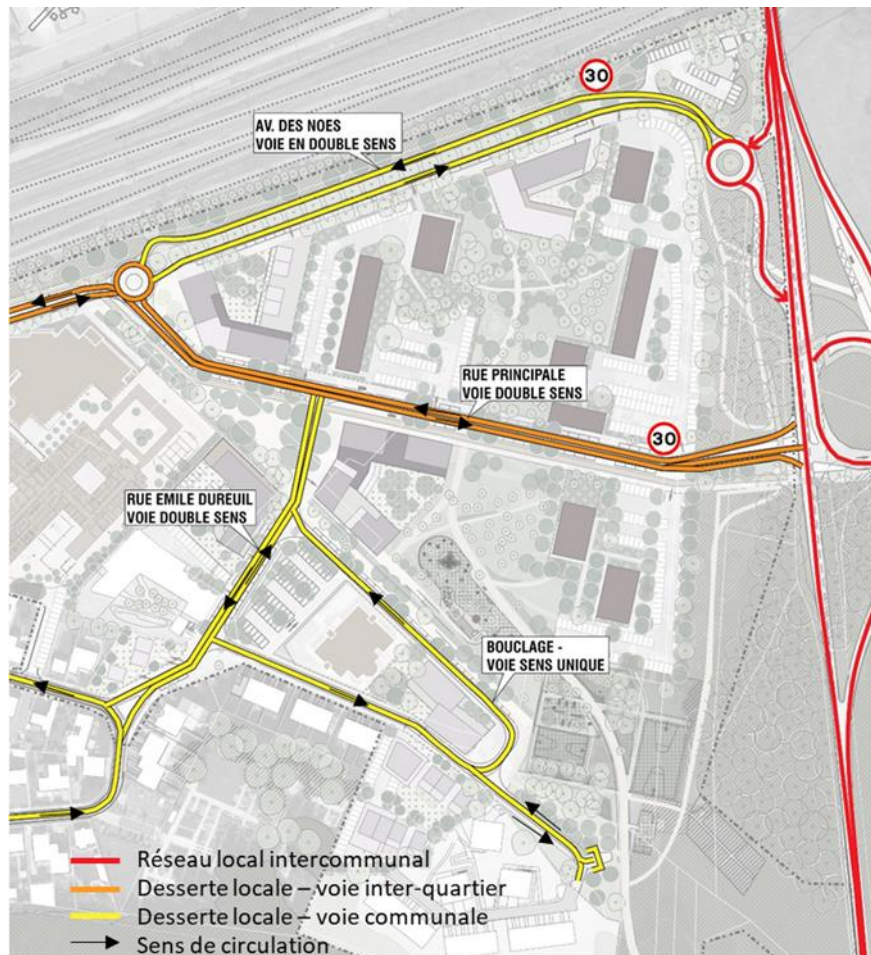 30
AV. DES NOES
VOIE EN DOUBLE SENS
RUE PRINCIPALE
VOIE DOUBLE SENS
30
RUE EMILE DUREUIL
VOIE DOUBLE SENS
BOUCLAGE -
VOIE SENS UNIQUE
Réseau local intercommunal
Desserte locale – voie inter-quartier
Desserte locale – voie communale
Sens de circulation